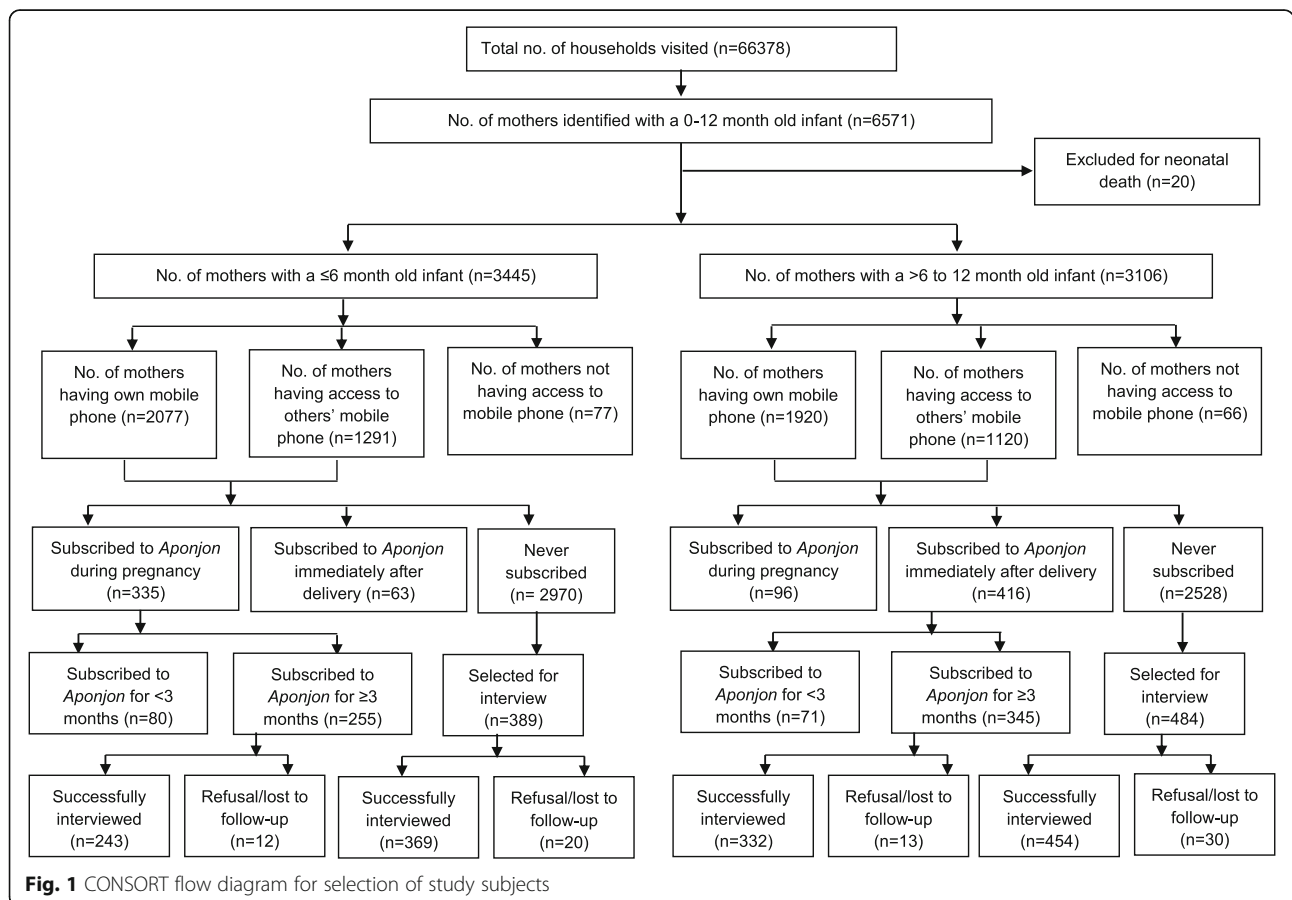 Total no. of households visited (n=66378)
No. of mothers identified with a 0-12 month old infant (n=6571)
Excluded for neonatal
death (n=20)
No. of mothers with a ≤6 month old infant (n=3445)
No. of mothers with a >6 to 12 month old infant (n=3106)
No. of mothers
having own mobile
phone (n=2077)
No. of mothers
having access to
others’ mobile
phone (n=1291)
No. of mothers not
having access to
mobile phone (n=77)
No. of mothers
having own mobile
phone (n=1920)
No. of mothers
having access to
others’ mobile
phone (n=1120)
No. of mothers not
having access to
mobile phone (n=66)
Subscribed to Aponjon
during pregnancy
(n=335)
Subscribed to Aponjon
immediately after
delivery (n=63)
Never
subscribed
(n= 2970)
Subscribed to Aponjon
during pregnancy
(n=96)
Subscribed to Aponjon
immediately after
delivery (n=416)
Never
subscribed
(n=2528)
Subscribed to
Aponjon for <3
months (n=80)
Subscribed to
Aponjon for ≥3
months (n=255)
Selected for
interview
(n=389)
Subscribed to
Aponjon for <3
months (n=71)
Subscribed to
Aponjon for ≥3
months (n=345)
Selected for
interview
(n=484)
Successfully
interviewed
(n=243)
Refusal/lost to
follow-up
(n=12)
Successfully
interviewed
(n=369)
Refusal/lost to
follow-up
(n=20)
Successfully
interviewed
(n=332)
Refusal/lost to
follow-up
(n=13)
Successfully
interviewed
(n=454)
Refusal/lost to
follow-up
(n=30)
Fig. 1 CONSORT flow diagram for selection of study subjects